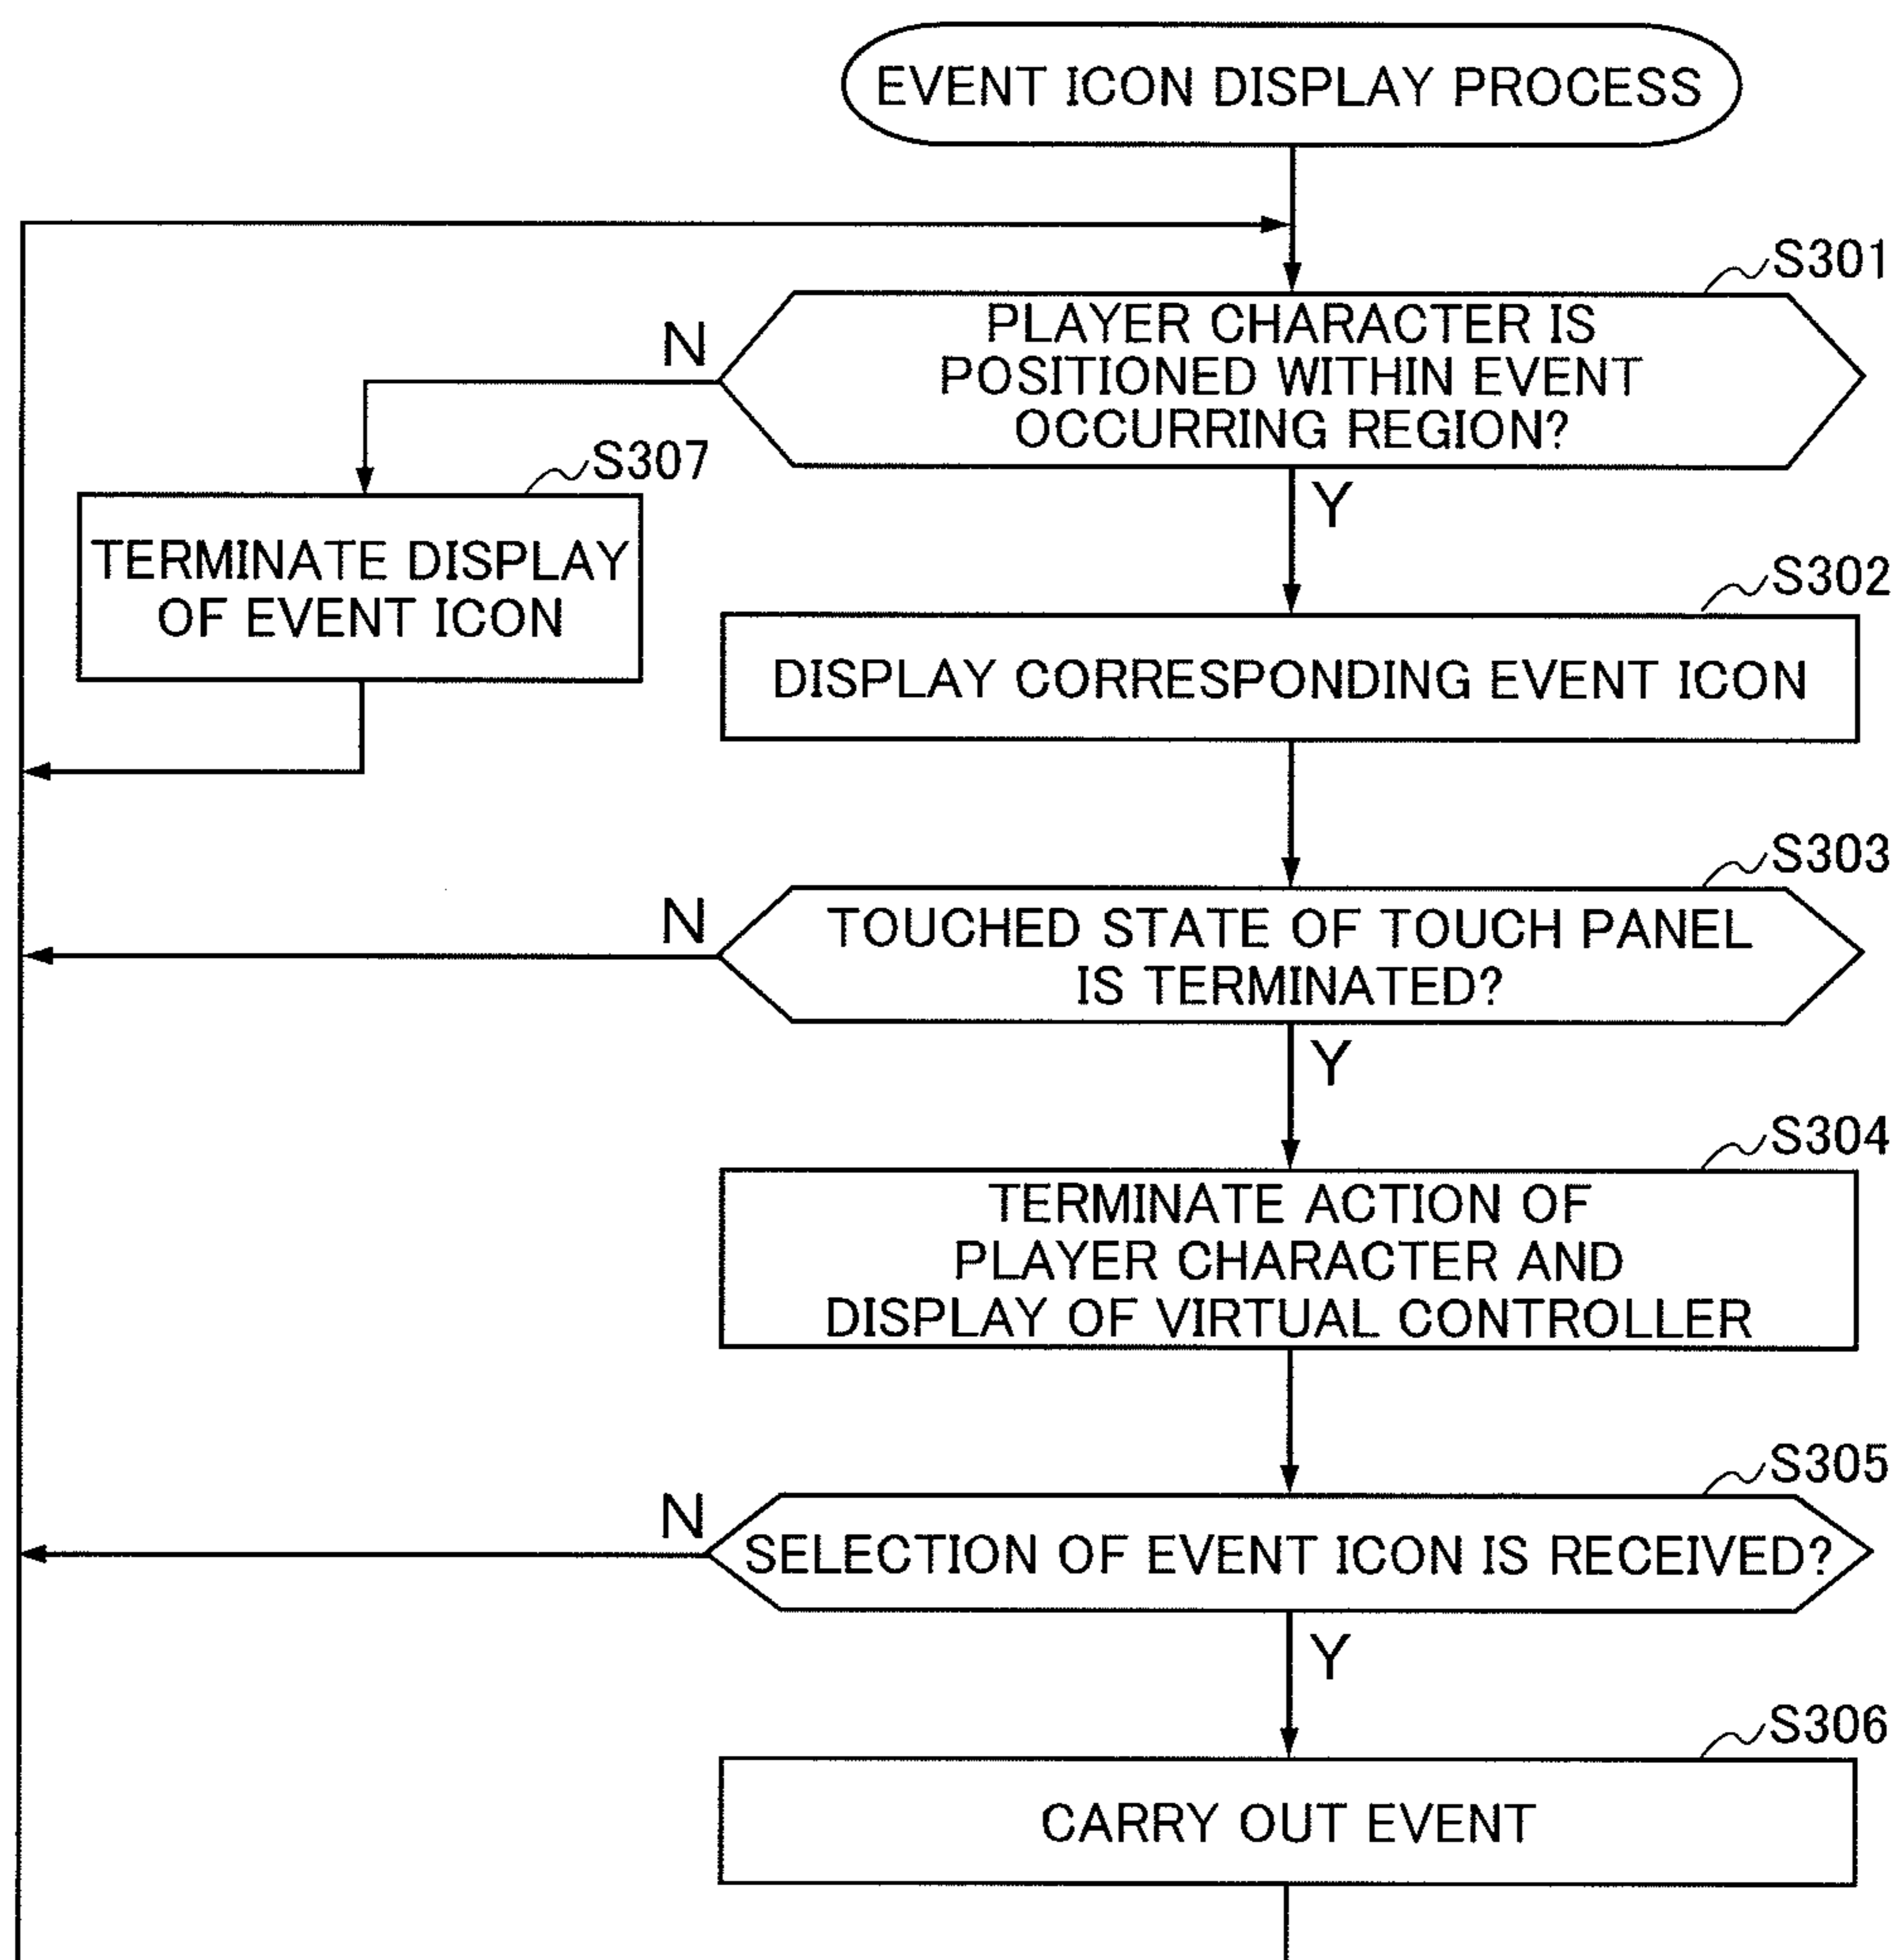 EVENT ICON DISPLAY PROCESS
S301
N
PLAYER CHARACTER IS
POSITIONED WITHIN EVENT
OCCURRING REGION?
S307
Y
TERMINATE DISPLAY
OF EVENT ICON
S302
DISPLAY CORRESPONDING EVENT ICON
S303
N
TOUCHED STATE OF TOUCH PANEL
IS TERMINATED?
Y
S304
TERMINATE ACTION OF
PLAYER CHARACTER AND
DISPLAY OF VIRTUAL CONTROLLER
S305
N
SELECTION OF EVENT ICON IS RECEIVED?
Y
S306
CARRY OUT EVENT